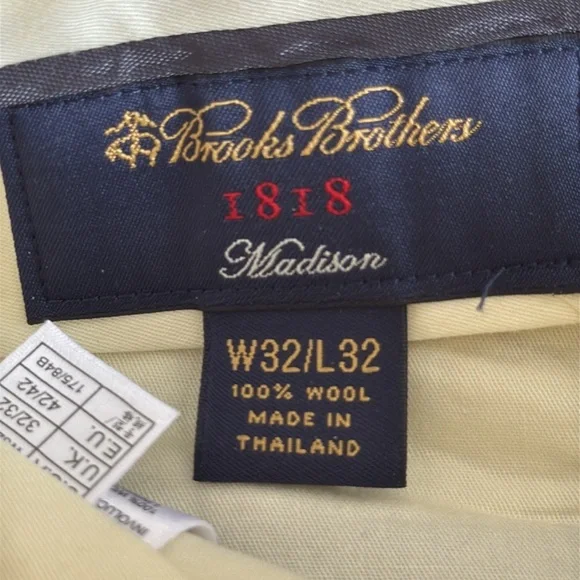 Brooks Brothers
1818
Madison
W32/L32
100% WOOL
MADE IN
THAILAND
U.K. 32/32
E.U. 42/42
175/84B